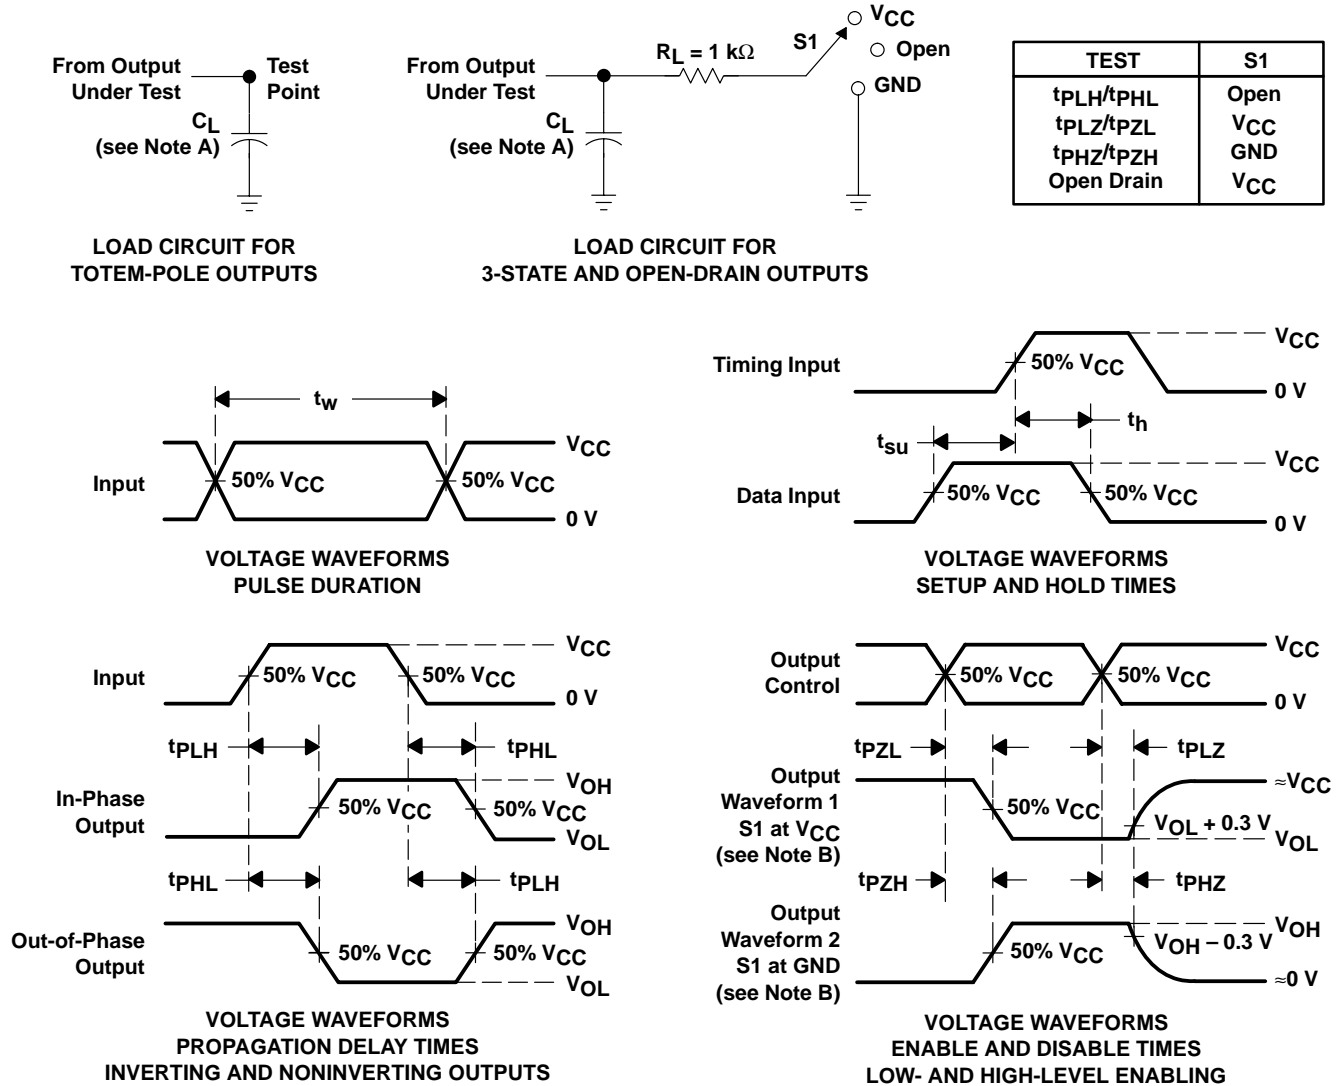 From Output
Under Test
Test
Point
CL
(see Note A)
LOAD CIRCUIT FOR
TOTEM-POLE OUTPUTS
From Output
Under Test
CL
(see Note A)
RL = 1 kΩ
S1
VCC
Open
GND
LOAD CIRCUIT FOR
3-STATE AND OPEN-DRAIN OUTPUTS
TEST S1
tPLH/tPHL Open
tPLZ/tPZL VCC
tPHZ/tPZH GND
Open Drain VCC
tw
Input
50% VCC
50% VCC
VCC
0 V
VOLTAGE WAVEFORMS
PULSE DURATION
Timing Input
50% VCC
VCC
0 V
tsu
th
Data Input
50% VCC
50% VCC
VCC
0 V
VOLTAGE WAVEFORMS
SETUP AND HOLD TIMES
Input
50% VCC
50% VCC
VCC
0 V
tPLH
tPHL
In-Phase
Output
50% VCC
50% VCC
VOH
VOL
tPHL
tPLH
Out-of-Phase
Output
50% VCC
50% VCC
VOH
VOL
VOLTAGE WAVEFORMS
PROPAGATION DELAY TIMES
INVERTING AND NONINVERTING OUTPUTS
Output
Control
50% VCC
50% VCC
VCC
0 V
tPZL
tPLZ
Output
Waveform 1
S1 at VCC
(see Note B)
50% VCC
VOL + 0.3 V
≈VCC
VOL
tPZH
tPHZ
Output
Waveform 2
S1 at GND
(see Note B)
50% VCC
VOH − 0.3 V
VOH
≈0 V
VOLTAGE WAVEFORMS
ENABLE AND DISABLE TIMES
LOW- AND HIGH-LEVEL ENABLING